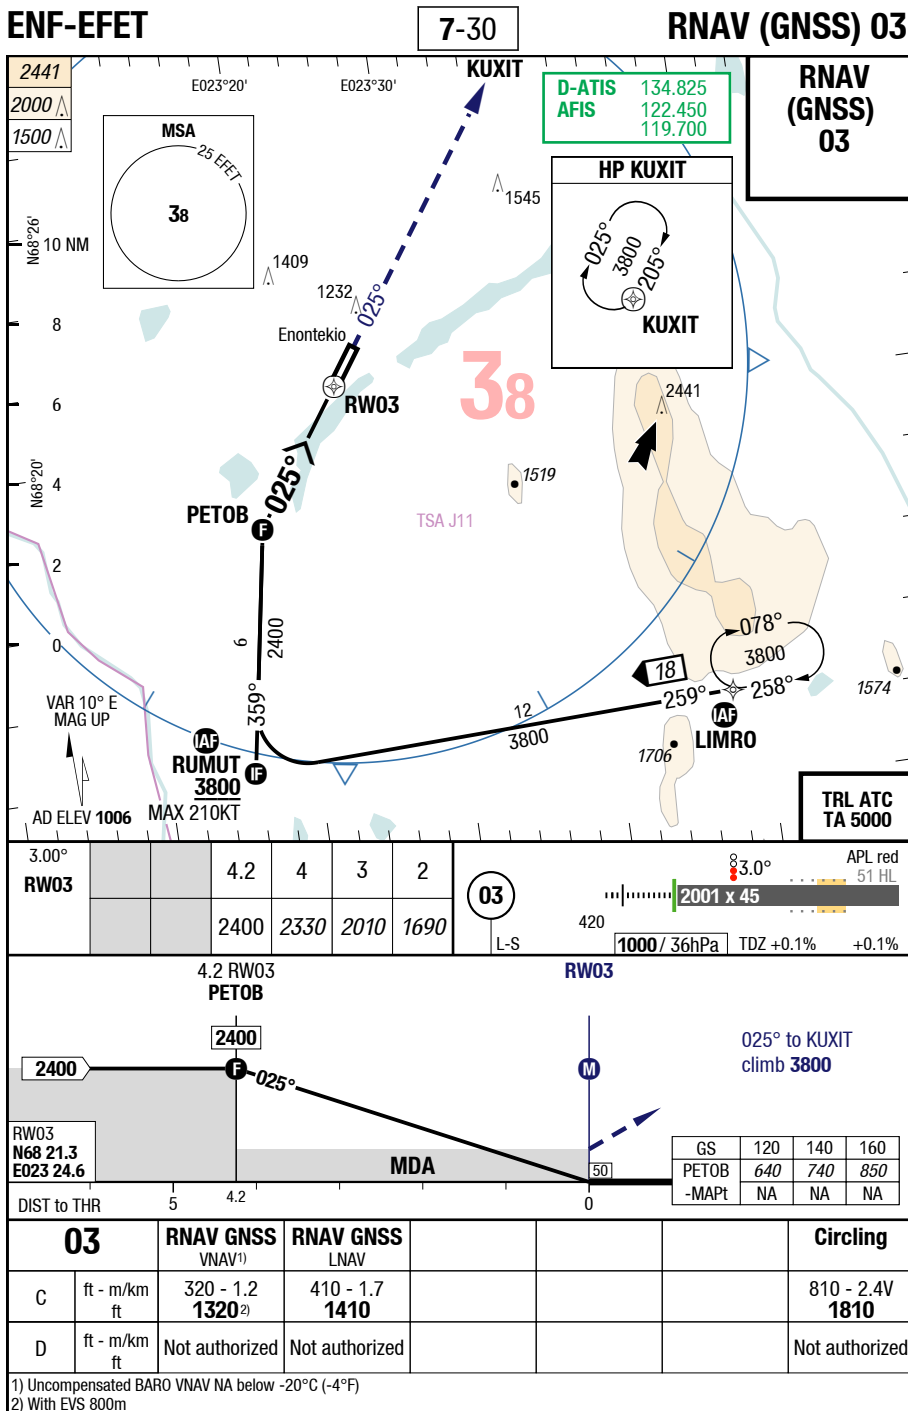 ENF-EFET
7-30
RNAV (GNSS) 03
2441
2000
1500
E023°20'
E023°30'
KUXIT
D-ATIS 134.825
AFIS 122.450
119.700
RNAV
(GNSS)
03
MSA
25 EFET
38
HP KUXIT
025°
3800
205°
KUXIT
1545
N68°26'
10 NM
1409
1232
025°
Enontekio
8
38
RW03
2441
6
N68°20'
4
025°
1519
PETOB
F
TSA J11
2
6
2400
0
078°
3800
258°
18
259°
1574
359°
12
3800
IAF
LIMRO
1706
VAR 10° E
MAG UP
IAF
RUMUT
3800
MAX 210KT
IF
AD ELEV 1006
TRL ATC
TA 5000
3.00°
RW03
4.2 4 3 2
2400 2330 2010 1690
03
L-S
3.0°
APL red
51 HL
2001 x 45
420
1000 / 36hPa TDZ +0.1% +0.1%
4.2 RW03
PETOB
RW03
2400
2400
F
025°
M
025° to KUXIT
climb 3800
RW03
N68 21.3
E023 24.6
MDA
50
GS 120 140 160
PETOB 640 740 850
-MAPt NA NA NA
DIST to THR 5 4.2 0
03 RNAV GNSS RNAV GNSS Circling
VNAV1) LNAV
C ft - m/km 320 - 1.2 410 - 1.7 810 - 2.4V
ft 1320 2) 1410 1810
D ft - m/km Not authorized Not authorized Not authorized
ft
1) Uncompensated BARO VNAV NA below -20°C (-4°F)
2) With EVS 800m